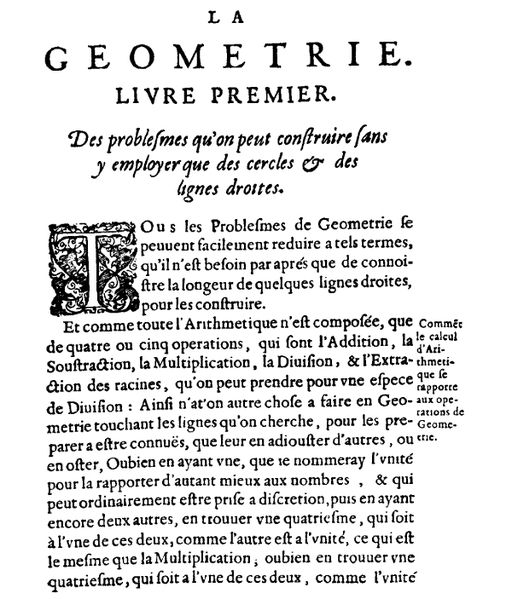 LA
GEOMETRIE.
LIVRE PREMIER.
Des problesmes qu'on peut construire sans
y employer que des cercles & des
lignes droites.
TOus les Problesmes de Geometrie se
peuuent facilement reduire a tels termes,
qu'il n'est besoin par aprés que de connoi-
stre la longeur de quelques lignes droites,
pour les construire.
Et comme toute l'Arithmetique n'est composée, que
de quatre ou cinq operations, qui sont l'Addition, la
Soustraction, la Multiplication, la Diuision, & l'Extra-
ction des racines, qu'on peut prendre pour vne espece
de Diuision : Ainsi n'at'on autre chose a faire en Geo-
metrie touchant les lignes qu'on cherche, pour les pre-
parer a estre connuës, que leur en adiouster d'autres, ou
en oster, Oubien en ayant vne, que ie nommeray l'vnité
pour la rapporter d'autant mieux aux nombres , & qui
peut ordinairement estre prise a discretion, puis en ayant
encore deux autres, en trouuer vne quatriesme, qui soit
à l'vne de ces deux, comme l'autre est a l'vnité, ce qui est
le mesme que la Multiplication ; oubien en trouuer vne
quatriesme, qui soit a l'vne de ces deux , comme l'vnité
Commẽt
le calcul
d'Ari-
thmeti-
que se
rapporte
aux ope-
rations de
Geome-
trie.